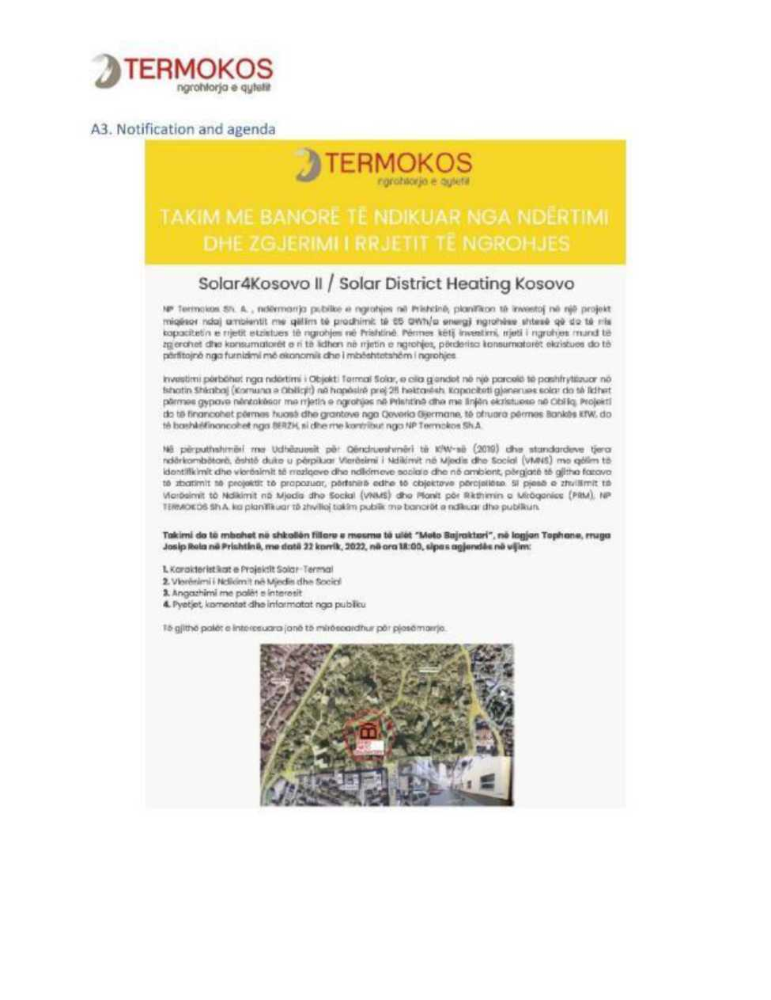 TERMOKOS
ngrohtorja e qytetit
A3. Notification and agenda
TERMOKOS
ngrohtorja e qytetit
TAKIM ME BANORË TË NDIKUAR NGA NDËRTIMI
DHE ZGJERIMI I RRJETIT TË NGROHJES
Solar4Kosovo II / Solar District Heating Kosovo
NP Termokos Sh. A. , ndërmarrja publike e ngrohjes në Prishtinë, planifikon të investoj në një projekt
miqësor ndaj ambientit me qëllim të prodhimit të 65 GWh/a energji ngrohëse shtesë që do të rris
kapacitetin e rrjetit etzistues të ngrohjes në Prishtinë. Përmes këtij investimi, rrjeti i ngrohjes mund të
zgjerohet dhe konsumatorët e ri të lidhen në rrjetin e ngrohjes, përderisa konsumatorët ekzistues do të
përfitojnë nga furnizimi më ekonomik dhe i mbështetshëm i ngrohjes.
Investimi përbëhet nga ndërtimi i Objekti Termal Solar, e cila gjendet në një parcelë të pashfrytëzuar në
fshatin Shkabaj (Komuna e Obiliqit) në hapësirë prej 25 hektarësh. Kapaciteti gjenerues solar do të lidhet
përmes gypave nëntokësor me rrjetin e ngrohjes në Prishtinë dhe me linjën ekzistuese në Obiliq. Projekti
do të financohet përmes huasë dhe granteve nga Qeveria Gjermane, të ofruara përmes Bankës KfW, do
të bashkëfinancohet nga BERZH, si dhe me kontribut nga NP Termokos Sh.A.
Në përputhshmëri me Udhëzuesit për Qëndrueshmëri të KfW-së (2019) dhe standardeve tjera
ndërkombëtarë, është duke u përpiluar Vlerësimi i Ndikimit në Mjedis dhe Social (VMNS) me qëllim të
identifikimit dhe vlerësimit të rreziqeve dhe ndikimeve sociale dhe në ambient, përgjatë të gjitha fazave
të zbatimit të projektit të propozuar, përfshirë edhe të objekteve përcjellëse. Si pjesë e zhvillimit të
Vlerësimit të Ndikimit në Mjedis dhe Social (VNMS) dhe Planit për Rikthimin e Mirëqenies (PRM), NP
TERMOKOS Sh.A. ka planifikuar të zhvilloj takim publik me banorët e ndikuar dhe publikun.
Takimi do të mbahet në shkollën fillore e mesme të ulët "Meto Bajraktari", në lagjen Tophane, rruga
Josip Rela në Prishtinë, me datë 22 korrik, 2022, në ora 18:00, sipas agjendës në vijim:
1. Karakteristikat e Projektit Solar-Termal
2. Vlerësimi i Ndikimit në Mjedis dhe Social
3. Angazhimi me palët e interesit
4. Pyetjet, komentet dhe informatat nga publiku
Të gjithë palët e interesuara janë të mirëseardhur për pjesëmarrje.